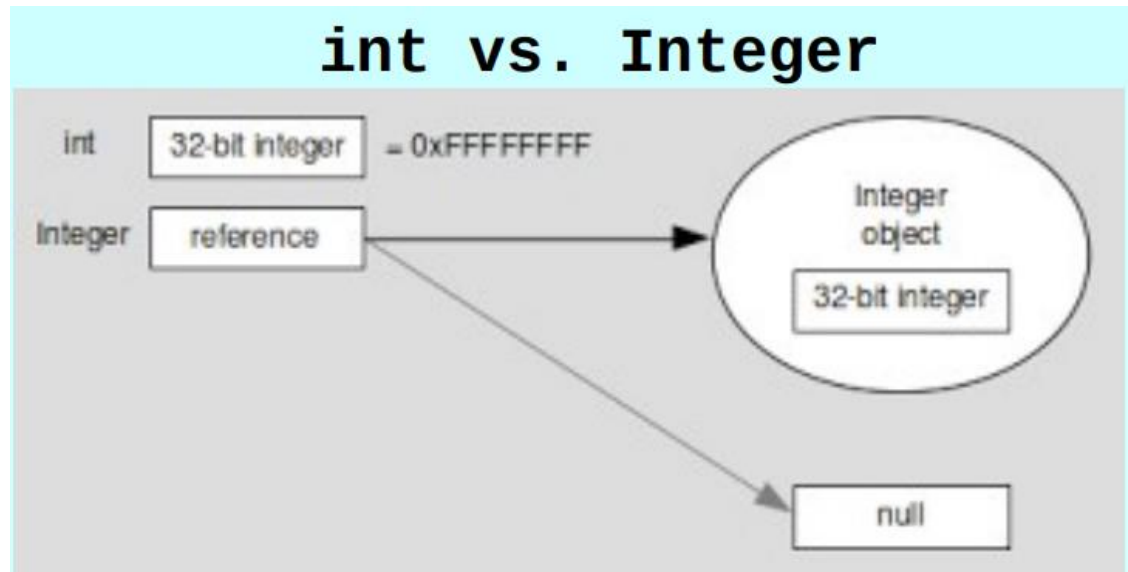 int vs. Integer
int
32-bit integer
= 0xFFFFFFFF
Integer
reference
Integer
object
32-bit integer
null